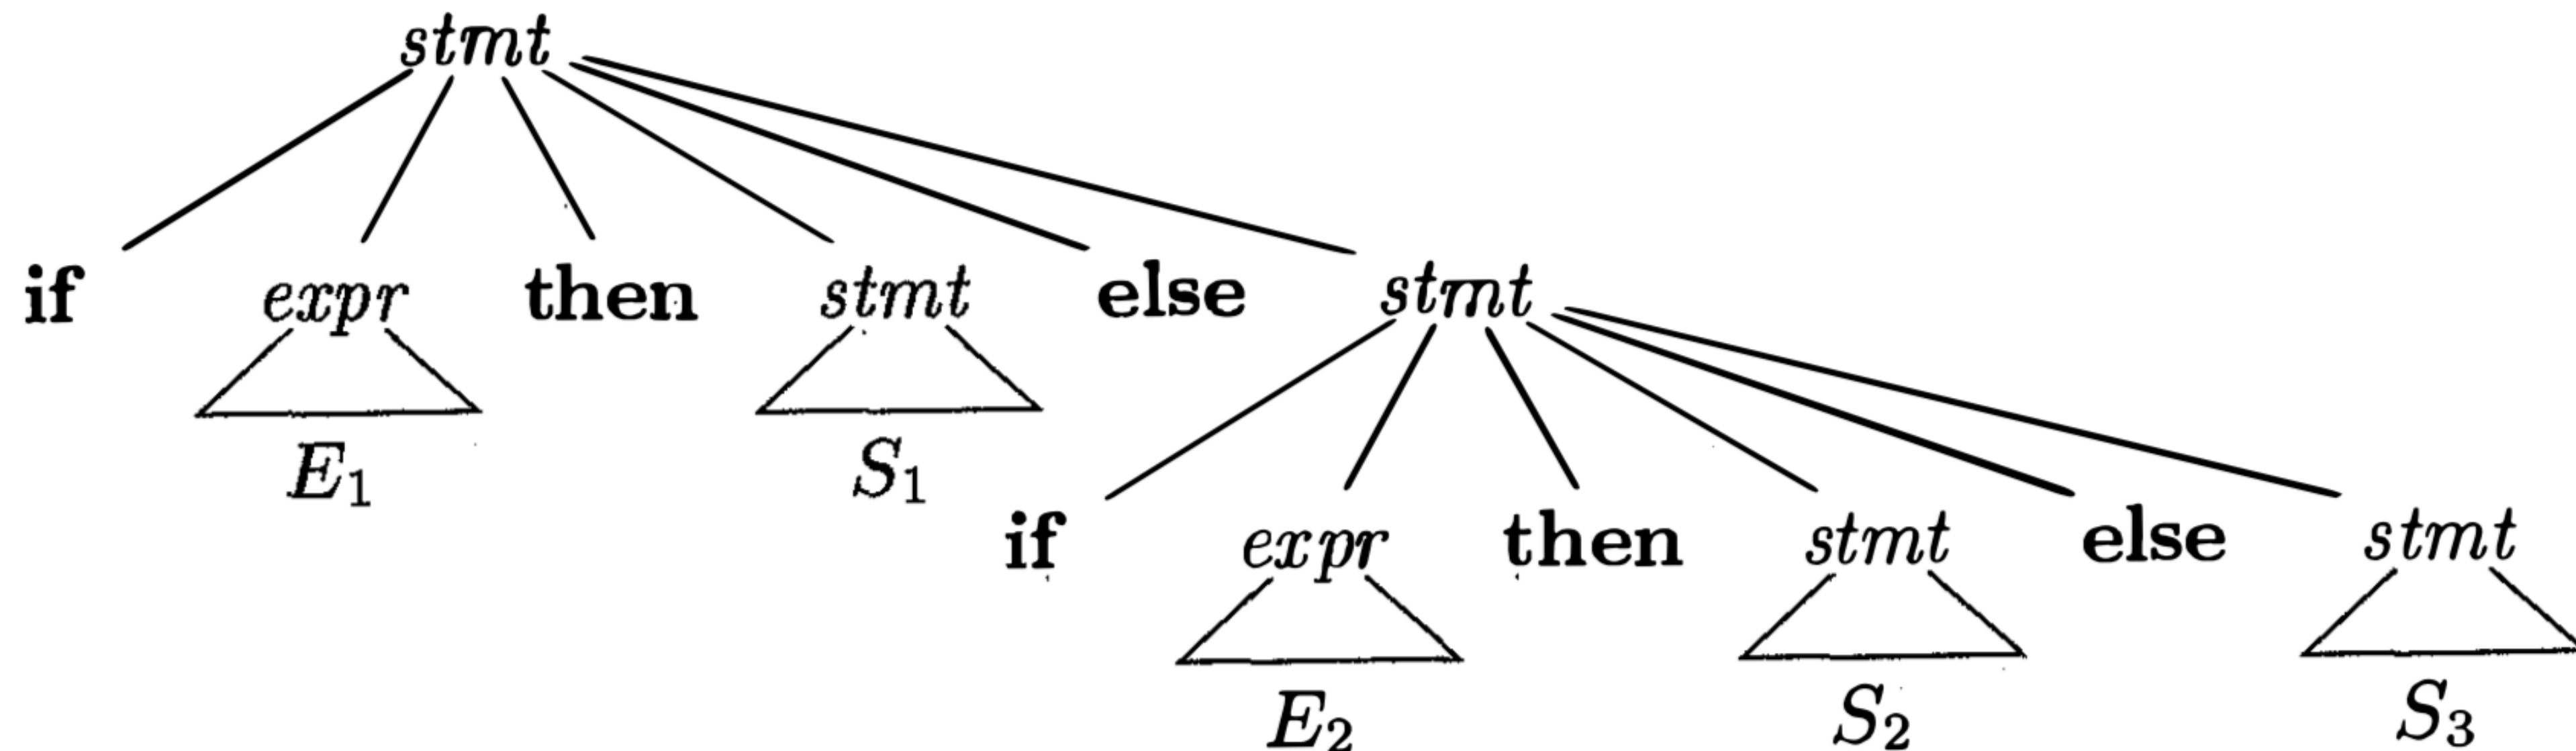 stmt
if expr then stmt else stmt
E₁ S₁
if expr then stmt else stmt
E₂ S₂ S₃